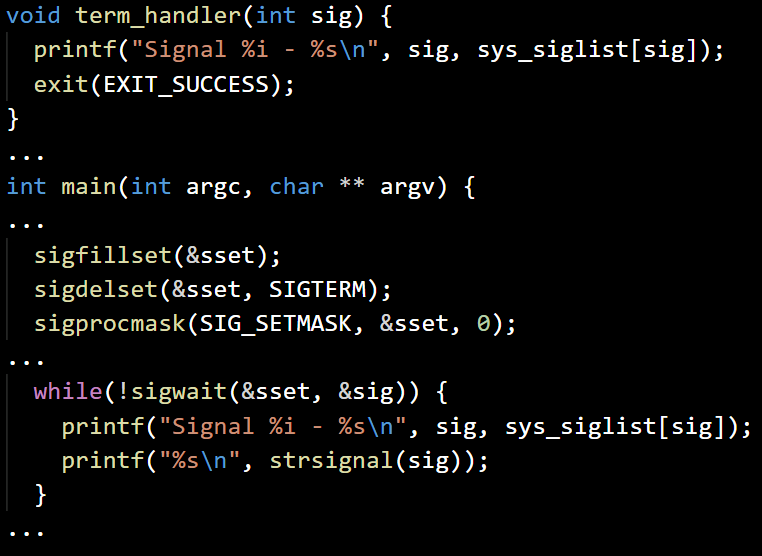 void term_handler(int sig) {
  printf("Signal %i - %s\n", sig, sys_siglist[sig]);
  exit(EXIT_SUCCESS);
}
...
int main(int argc, char ** argv) {
...
  sigfillset(&sset);
  sigdelset(&sset, SIGTERM);
  sigprocmask(SIG_SETMASK, &sset, 0);
...
  while(!sigwait(&sset, &sig)) {
    printf("Signal %i - %s\n", sig, sys_siglist[sig]);
    printf("%s\n", strsignal(sig));
  }
...